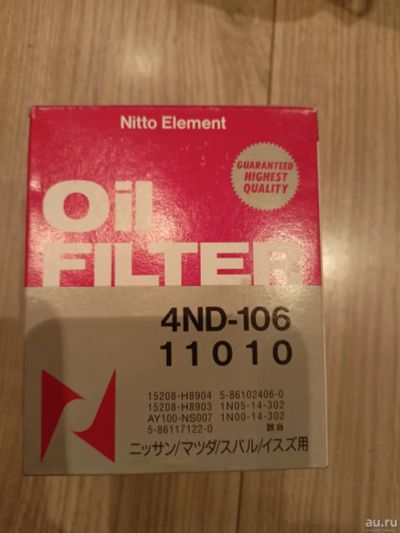 Nitto Element
GUARANTEED
HIGHEST
QUALITY
Oil
FILTER
4ND-106
11010
15208-H8904 5-86102406-0
15208-H8903 1N05-14-302
AY100-NS007 1N00-14-302
5-86117122-0 該当
ニッサン/マツダ/スバル/イスズ用
au.ru